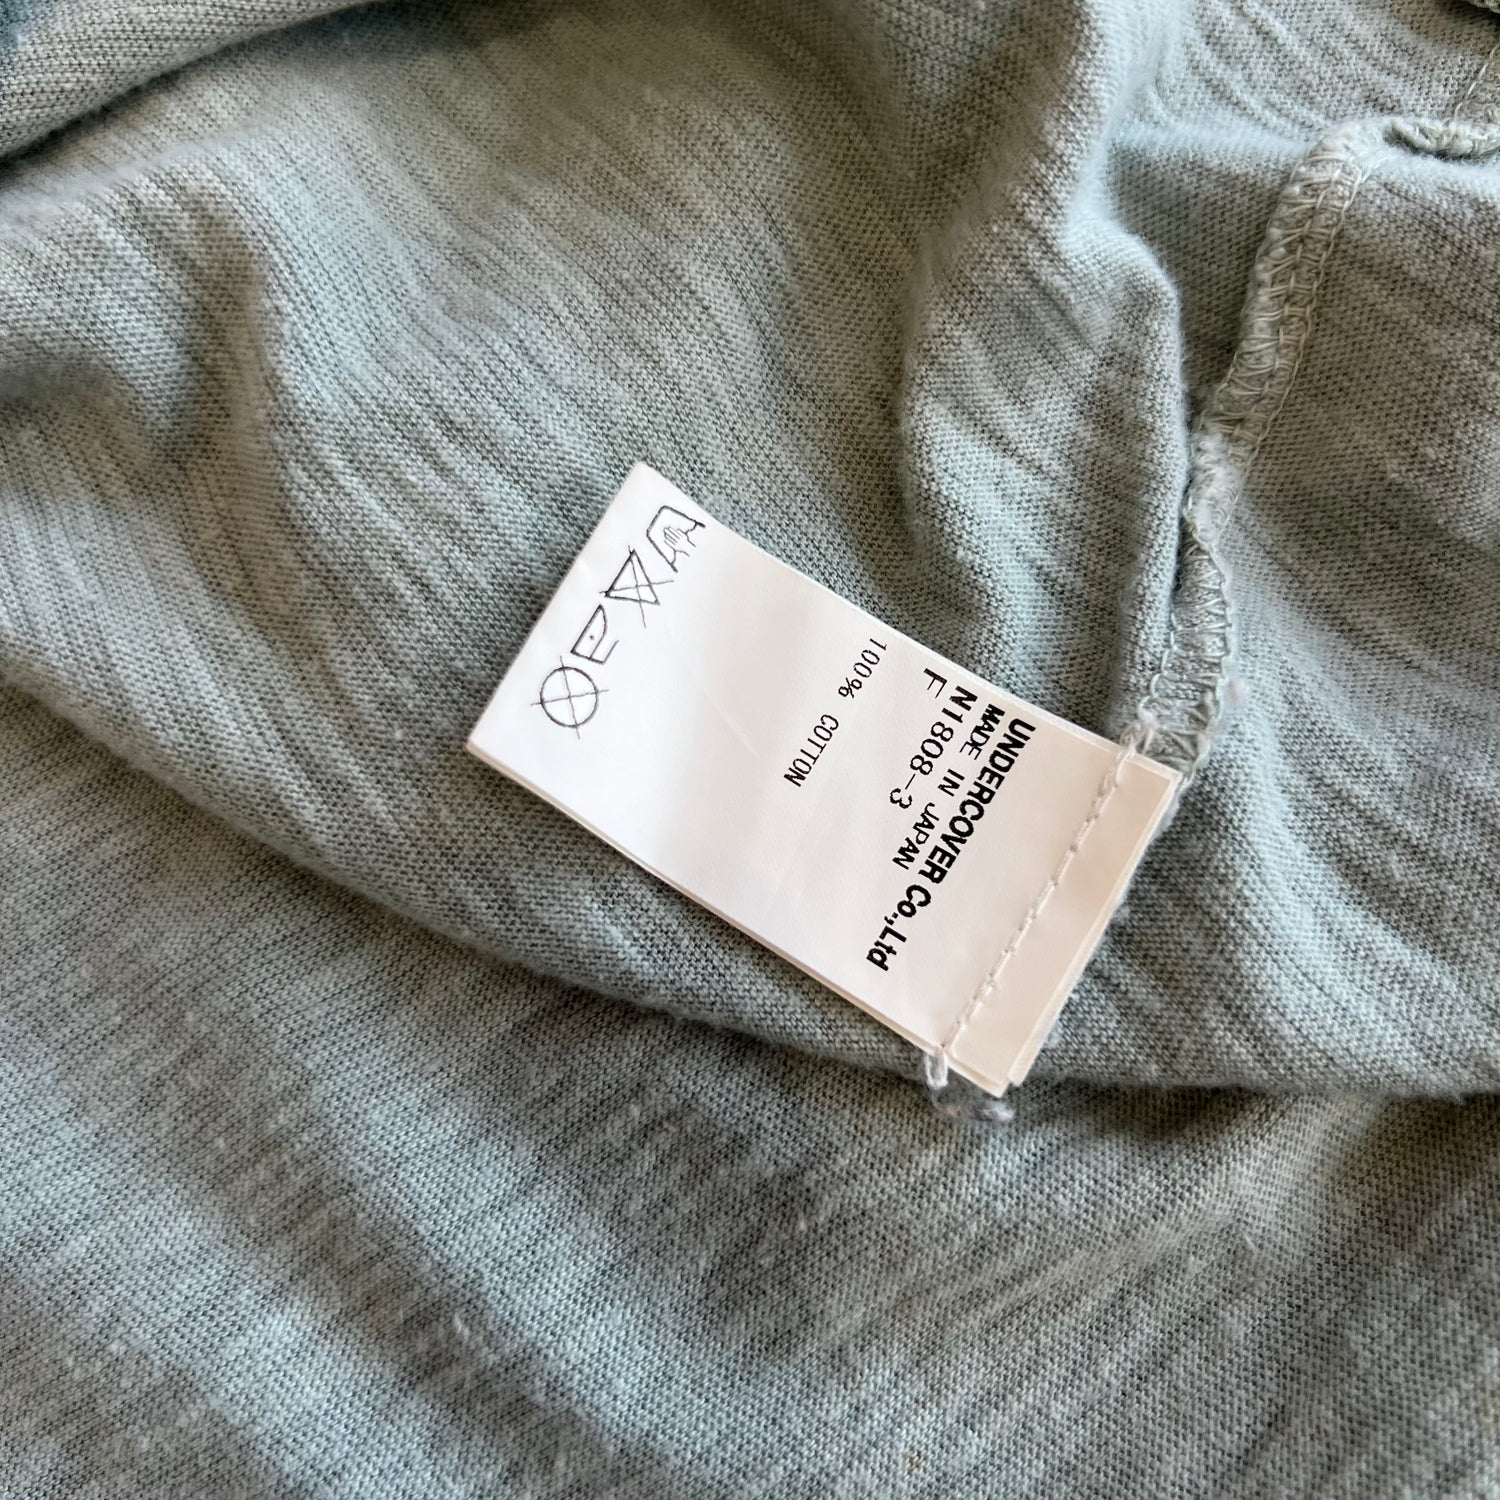 UNDERCOVER Co.,Ltd
MADE IN JAPAN
N1808-3
F
100% COTTON